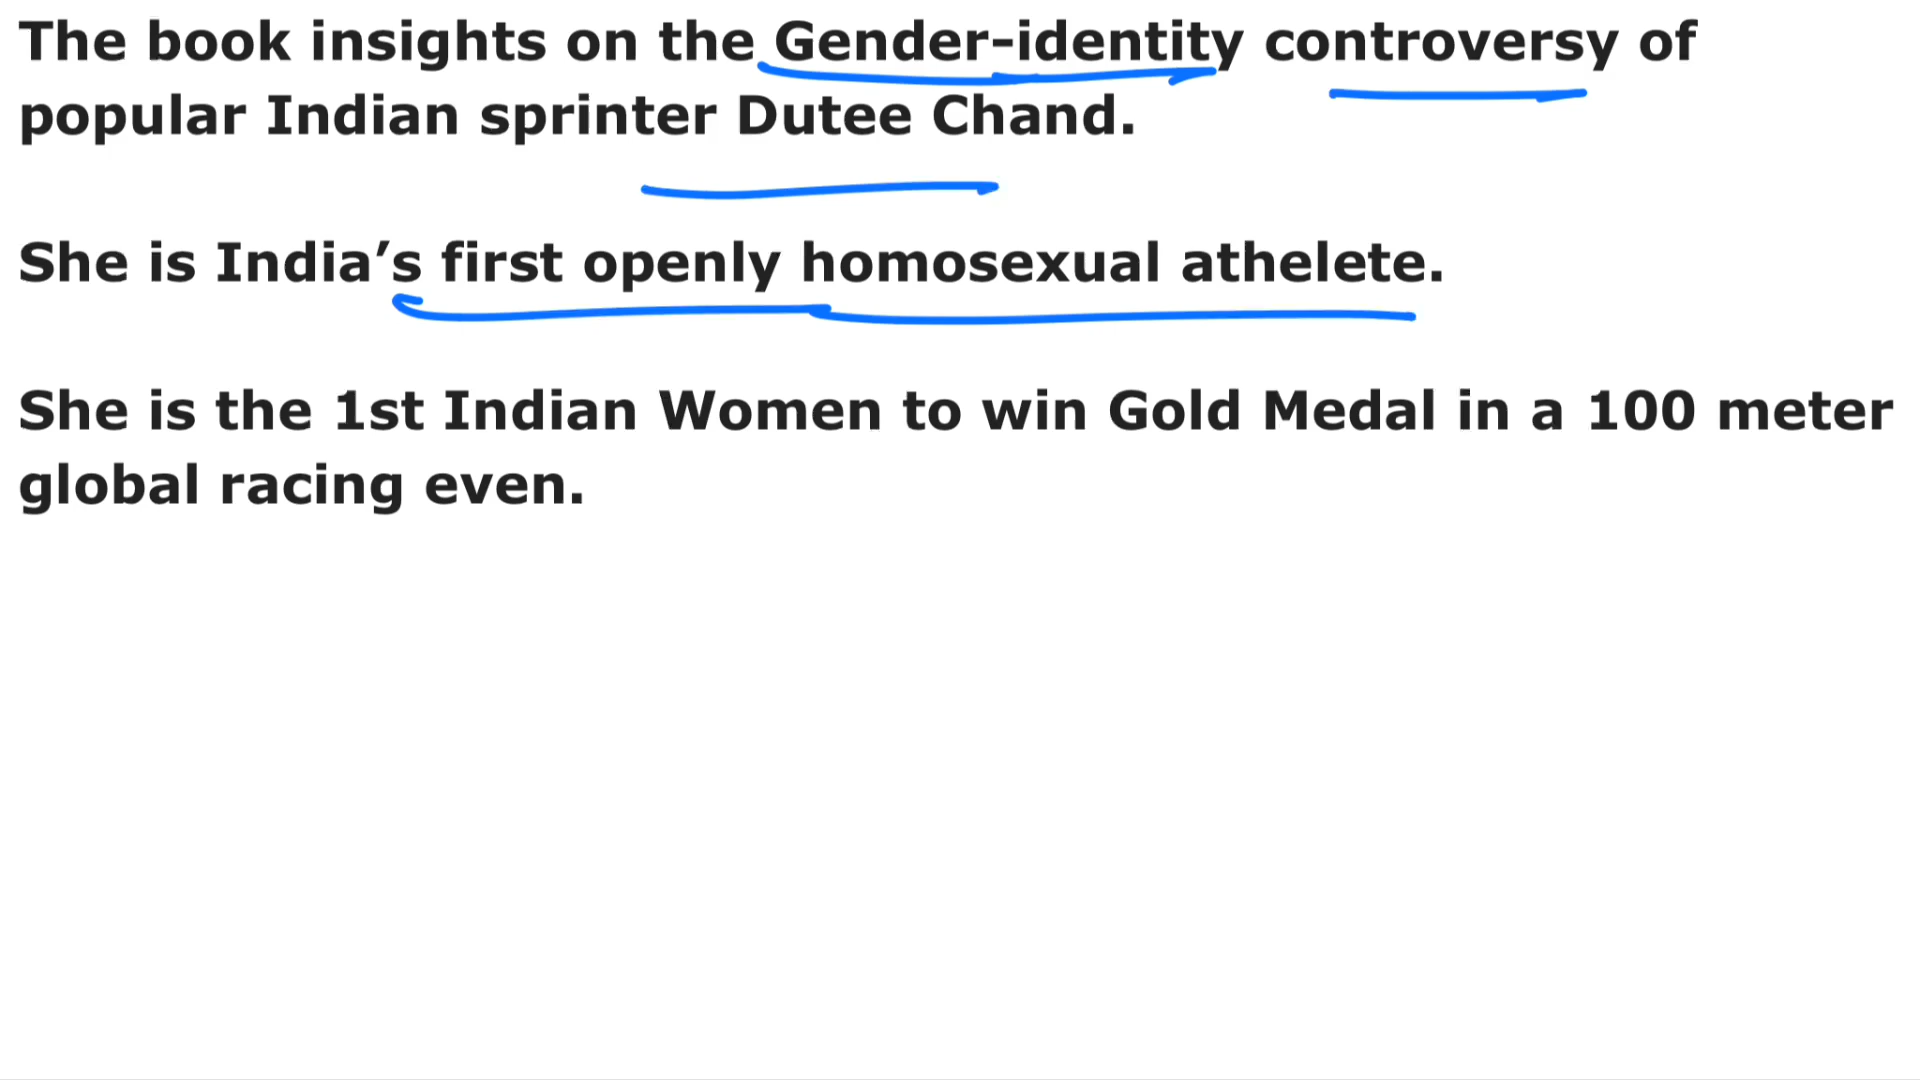 The book insights on the Gender-identity controversy of
popular Indian sprinter Dutee Chand.
She is India’s first openly homosexual athelete.
She is the 1st Indian Women to win Gold Medal in a 100 meter
global racing even.